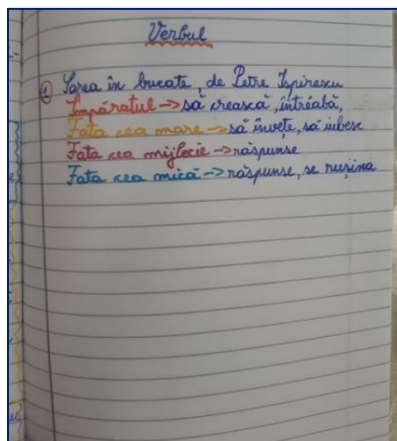 Verbul
① Sarea în bucate, de Petre Ispirescu
Împăratul -> să crească, întreabă,
Fata cea mare -> să învețe, să iubesc
Fata cea mijlocie -> răspunse
Fata cea mică -> răspunse, se rușina